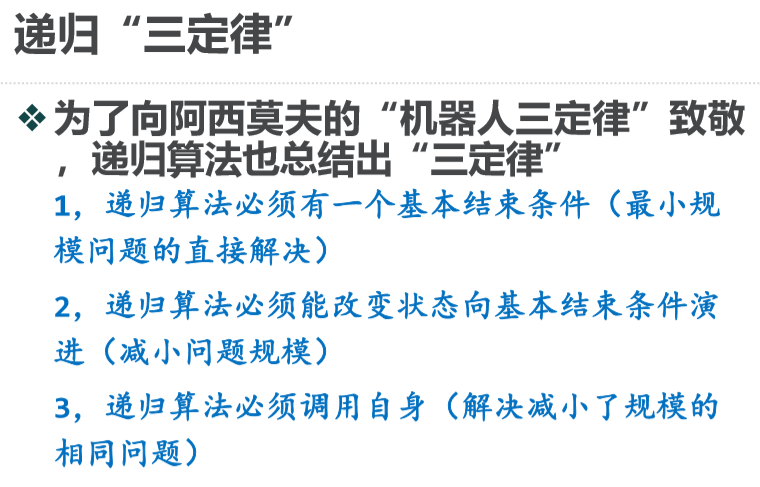 递归“三定律”
❖为了向阿西莫夫的“机器人三定律”致敬
，递归算法也总结出“三定律”
1，递归算法必须有一个基本结束条件（最小规
模问题的直接解决）
2，递归算法必须能改变状态向基本结束条件演
进（减小问题规模）
3，递归算法必须调用自身（解决减小了规模的
相同问题）